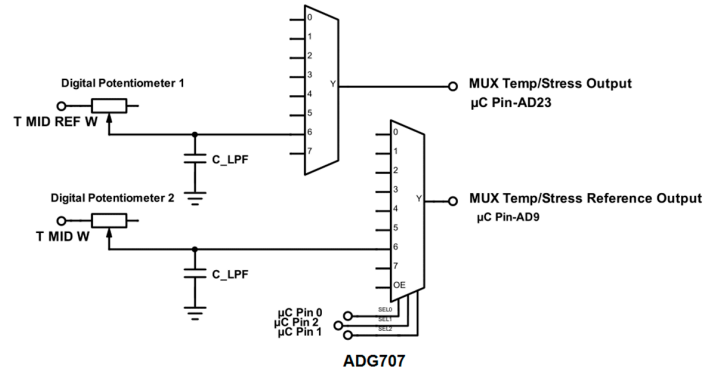 0
1
2
3
4
5
6
7
Y
MUX Temp/Stress Output
µC Pin-AD23
Digital Potentiometer 1
T MID REF W
C_LPF
0
1
2
3
4
5
6
7
OE
Y
MUX Temp/Stress Reference Output
µC Pin-AD9
Digital Potentiometer 2
T MID W
C_LPF
µC Pin 0
SEL0
µC Pin 2
SEL1
µC Pin 1
SEL2
ADG707